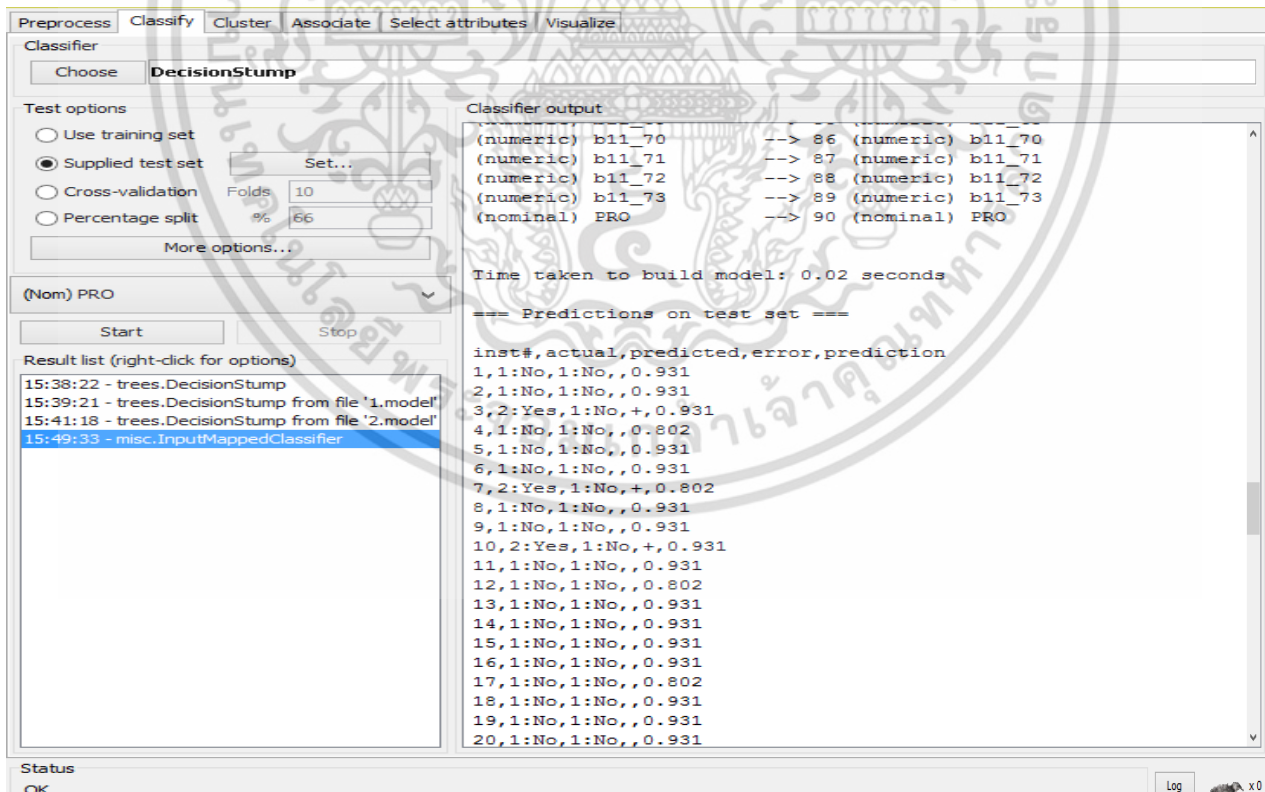 Preprocess Classify Cluster Associate Select attributes Visualize
Classifier
Choose DecisionStump
Test options
Use training set
Supplied test set Set...
Cross-validation Folds 10
Percentage split % 66
More options...
(Nom) PRO
Start Stop
Result list (right-click for options)
15:38:22 - trees.DecisionStump
15:39:21 - trees.DecisionStump from file '1.model'
15:41:18 - trees.DecisionStump from file '2.model'
15:49:33 - misc.InputMappedClassifier
Classifier output
(numeric) b11_70 --> 86 (numeric) b11_70
(numeric) b11_71 --> 87 (numeric) b11_71
(numeric) b11_72 --> 88 (numeric) b11_72
(numeric) b11_73 --> 89 (numeric) b11_73
(nominal) PRO --> 90 (nominal) PRO
Time taken to build model: 0.02 seconds
=== Predictions on test set ===
inst#,actual,predicted,error,prediction
1,1:No,1:No,,0.931
2,1:No,1:No,,0.931
3,2:Yes,1:No,+,0.931
4,1:No,1:No,,0.802
5,1:No,1:No,,0.931
6,1:No,1:No,,0.931
7,2:Yes,1:No,+,0.802
8,1:No,1:No,,0.931
9,1:No,1:No,,0.931
10,2:Yes,1:No,+,0.931
11,1:No,1:No,,0.931
12,1:No,1:No,,0.802
13,1:No,1:No,,0.931
14,1:No,1:No,,0.931
15,1:No,1:No,,0.931
16,1:No,1:No,,0.931
17,1:No,1:No,,0.802
18,1:No,1:No,,0.931
19,1:No,1:No,,0.931
20,1:No,1:No,,0.931
Status
OK
Log x 0